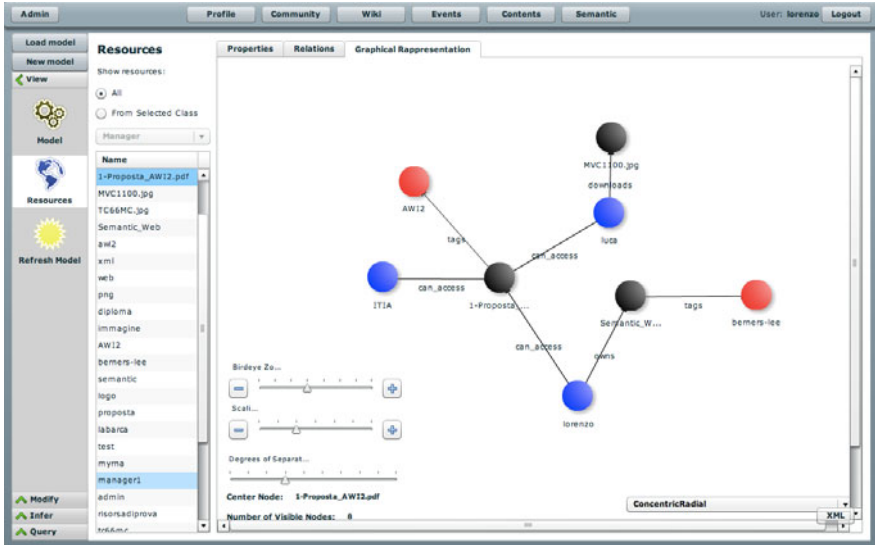 Admin
Profile
Community
Wiki
Events
Contents
Semantic
User: lorenzo
Logout
Load model
New model
View
Model
Resources
Refresh Model
Modify
Infer
Query
Resources
Show resources:
All
From Selected Class
Manager
Name
1-Proposta_AWI2.pdf
MVC1100.jpg
TC66MC.jpg
Semantic_Web
awi2
xml
web
png
diploma
immagine
AWI2
berners-lee
semantic
logo
proposta
labarca
test
myrna
manager1
admin
risorsadiprova
tc66mc
Properties
Relations
Graphical Rappresentation
MVC1100.jpg
downloads
AWI2
luca
tags
can_access
ITIA
can_access
1-Proposta_...
Semantic_W...
tags
berners-lee
can_access
owns
lorenzo
Birdeye Zo...
Scali...
Degrees of Separat...
Center Node: 1-Proposta_AWI2.pdf
Number of Visible Nodes: 8
ConcentricRadial
XML